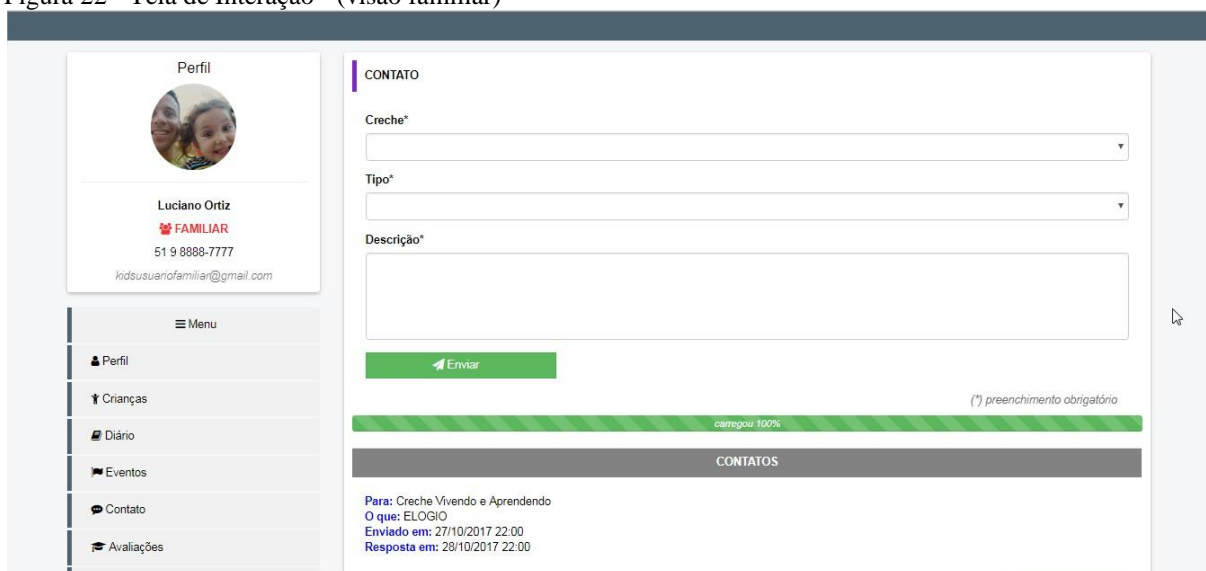 Figura 22 - Tela de Interação - (visão familiar)
Perfil
Luciano Ortiz
FAMILIAR
51 9 8888-7777
kidsusuariofamiliar@gmail.com
Menu
Perfil
Crianças
Diário
Eventos
Contato
Avaliações
CONTATO
Creche*
Tipo*
Descrição*
Enviar
(*) preenchimento obrigatório
carregou 100%
CONTATOS
Para: Creche Vivendo e Aprendendo
O que: ELOGIO
Enviado em: 27/10/2017 22:00
Resposta em: 28/10/2017 22:00